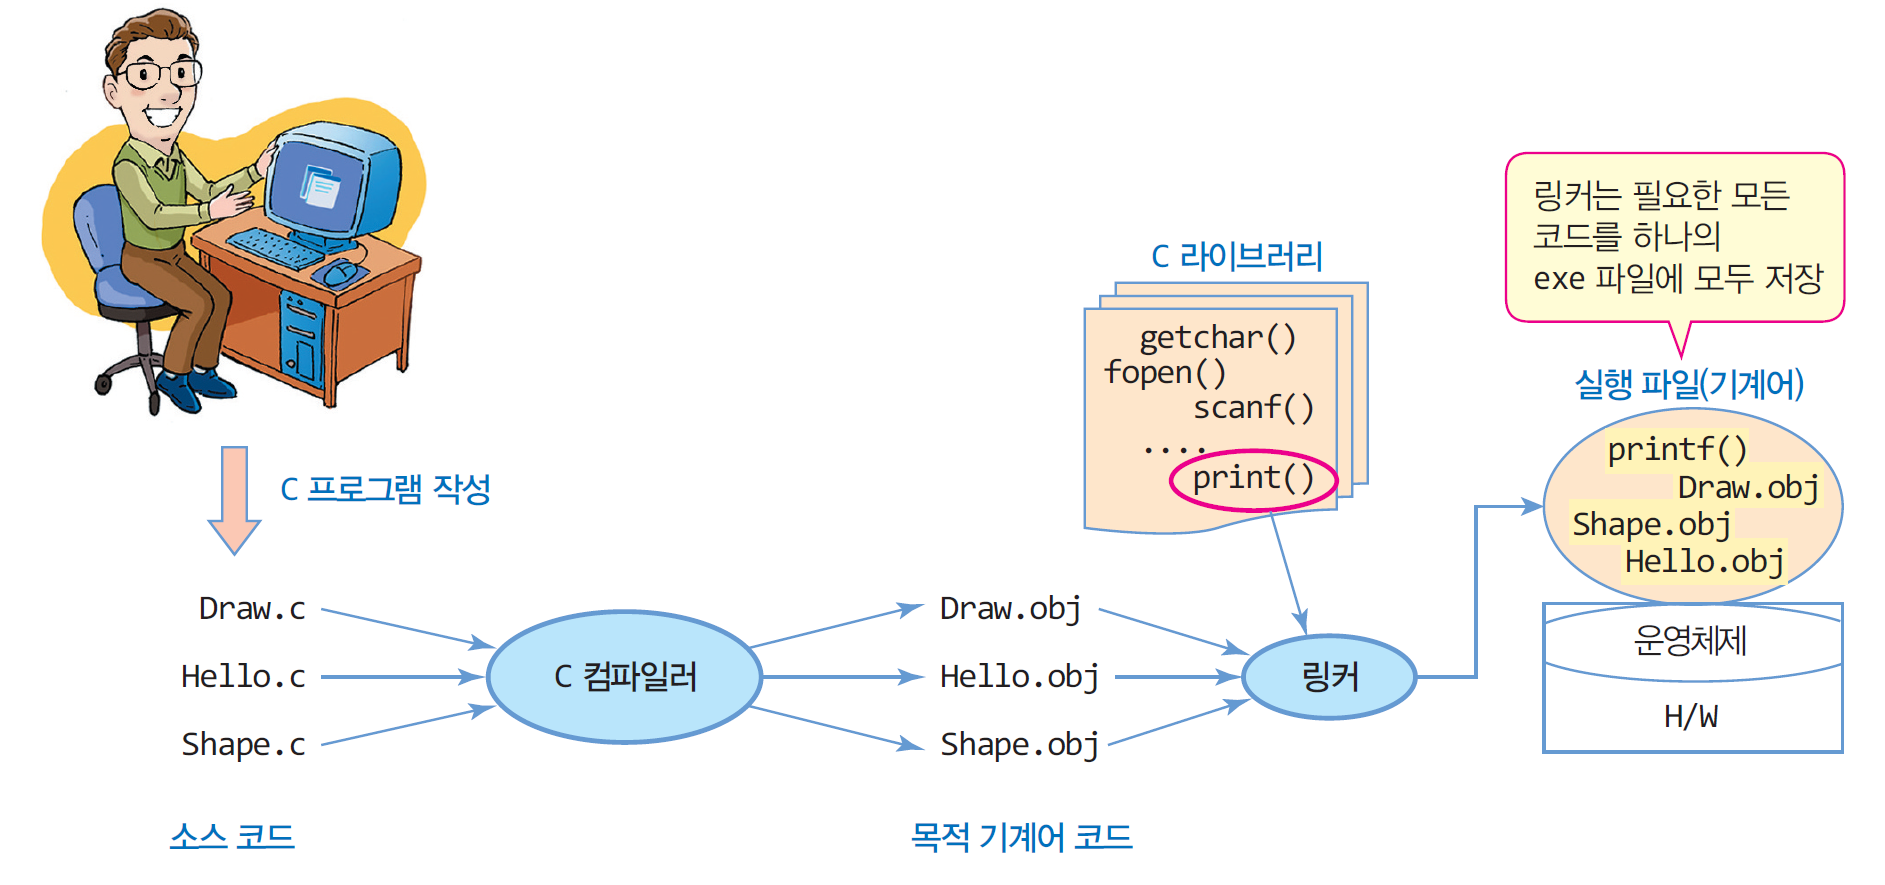 링커는 필요한 모든
코드를 하나의
exe 파일에 모두 저장
C 라이브러리
getchar()
fopen()
scanf()
....
print()
실행 파일(기계어)
printf()
Draw.obj
Shape.obj
Hello.obj
운영체제
H/W
C 프로그램 작성
Draw.c
Hello.c
Shape.c
C 컴파일러
Draw.obj
Hello.obj
Shape.obj
링커
소스 코드
목적 기계어 코드